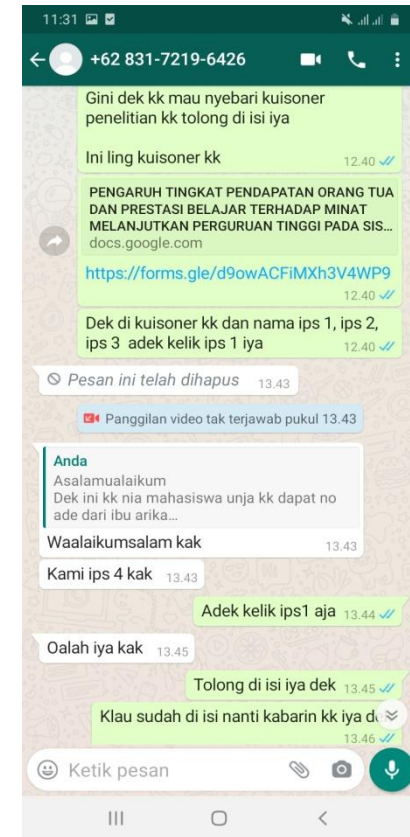 11:31
+62 831-7219-6426
Gini dek kk mau nyebari kuisoner
penelitian kk tolong di isi iya
Ini ling kuisoner kk
12.40
PENGARUH TINGKAT PENDAPATAN ORANG TUA
DAN PRESTASI BELAJAR TERHADAP MINAT
MELANJUTKAN PERGURUAN TINGGI PADA SIS...
docs.google.com
https://forms.gle/d9owACFiMXh3V4WP9
12.40
Dek di kuisoner kk dan nama ips 1, ips 2,
ips 3 adek kelik ips 1 iya
12.40
Pesan ini telah dihapus 13.43
Panggilan video tak terjawab pukul 13.43
Anda
Asalamualaikum
Dek ini kk nia mahasiswa unja kk dapat no
ade dari ibu arika...
Waalaikumsalam kak 13.43
Kami ips 4 kak 13.43
Adek kelik ips1 aja 13.44
Oalah iya kak 13.45
Tolong di isi iya dek 13.45
Klau sudah di isi nanti kabarin kk iya
13.46
Ketik pesan